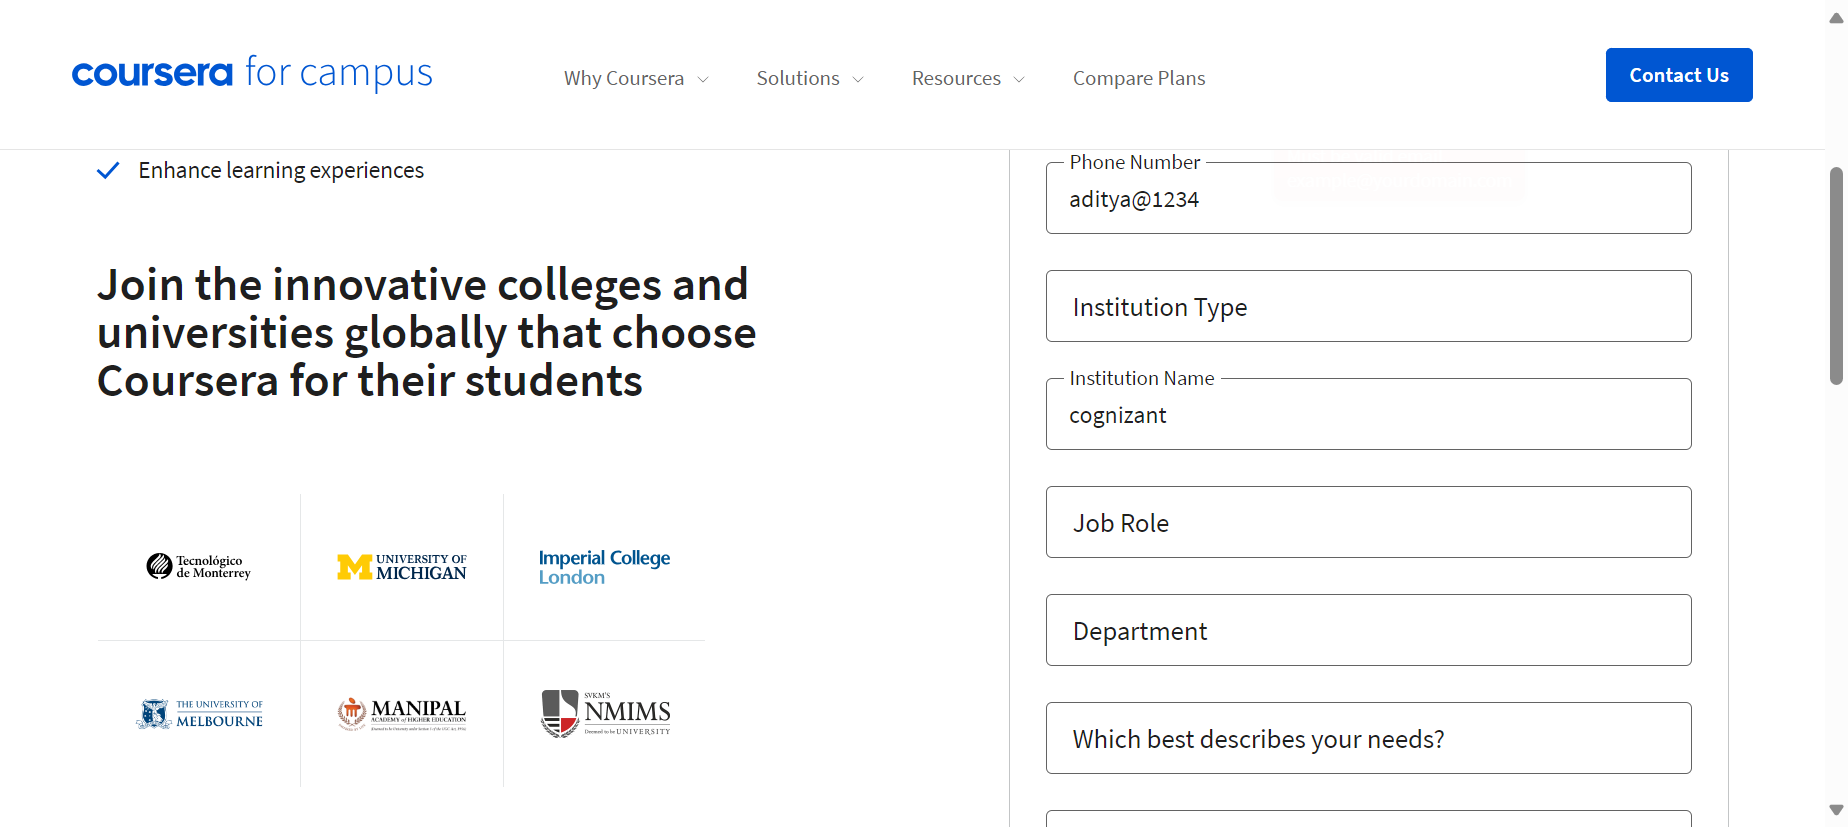 coursera for campus
Why Coursera
Solutions
Resources
Compare Plans
Contact Us
Enhance learning experiences
Join the innovative colleges and
universities globally that choose
Coursera for their students
Tecnológico
de Monterrey
UNIVERSITY OF
MICHIGAN
Imperial College
London
THE UNIVERSITY OF
MELBOURNE
MANIPAL
ACADEMY of HIGHER EDUCATION
SVKM'S
NMIMS
Deemed to be UNIVERSITY
Phone Number
aditya@1234
Institution Type
Institution Name
cognizant
Job Role
Department
Which best describes your needs?